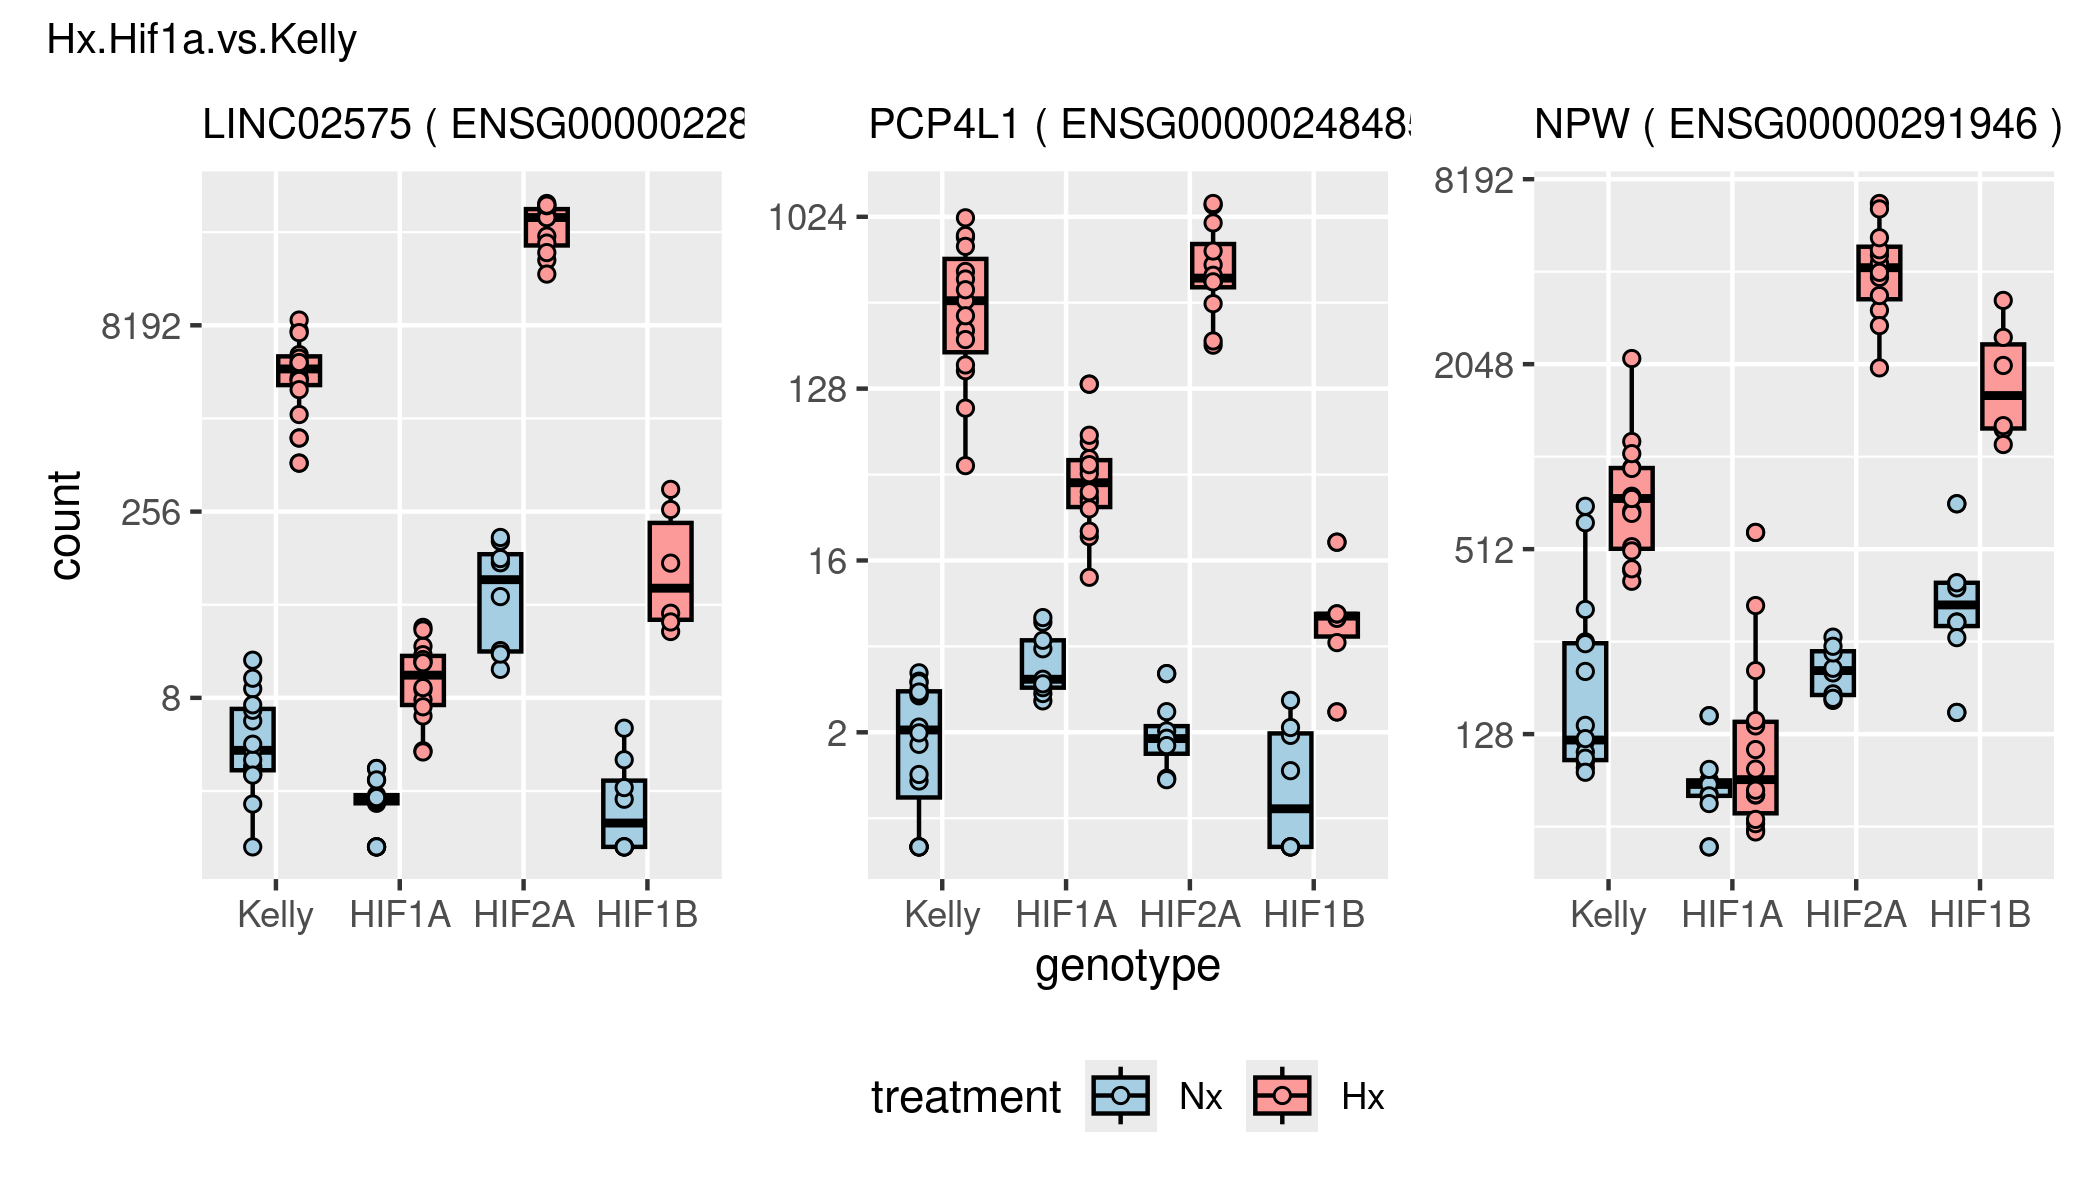 Hx.Hif1a.vs.Kelly
LINC02575 ( ENSG00000228
PCP4L1 ( ENSG00000248485
NPW ( ENSG00000291946 )
count
8192
256
8
1024
128
16
2
8192
2048
512
128
Kelly HIF1A HIF2A HIF1B
Kelly HIF1A HIF2A HIF1B
Kelly HIF1A HIF2A HIF1B
genotype
treatment Nx Hx